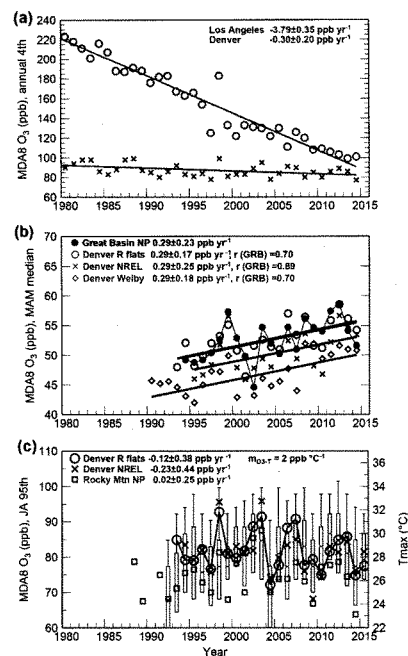 (a)
Los Angeles -3.79±0.35 ppb yr⁻¹
Denver -0.30±0.20 ppb yr⁻¹
MDA8 O₃ (ppb), annual 4th
240
220
200
180
160
140
120
100
80
60
1980 1985 1990 1995 2000 2005 2010 2015
(b)
Great Basin NP 0.29±0.23 ppb yr⁻¹
Denver R flats 0.29±0.17 ppb yr⁻¹, r (GRB) =0.70
Denver NREL 0.29±0.25 ppb yr⁻¹, r (GRB) =0.89
Denver Welby 0.29±0.18 ppb yr⁻¹, r (GRB) =0.70
MDA8 O₃ (ppb), MAM median
70
65
60
55
50
45
40
1980 1985 1990 1995 2000 2005 2010 2015
(c)
Denver R flats -0.12±0.38 ppb yr⁻¹ mO3-T = 2 ppb °C⁻¹
Denver NREL -0.23±0.44 ppb yr⁻¹
Rocky Mtn NP 0.02±0.25 ppb yr⁻¹
MDA8 O₃ (ppb), JA 95th
110
100
90
80
70
60
36
34
32
30
28
26
24
22
Tmax (°C)
1980 1985 1990 1995 2000 2005 2010 2015
Year